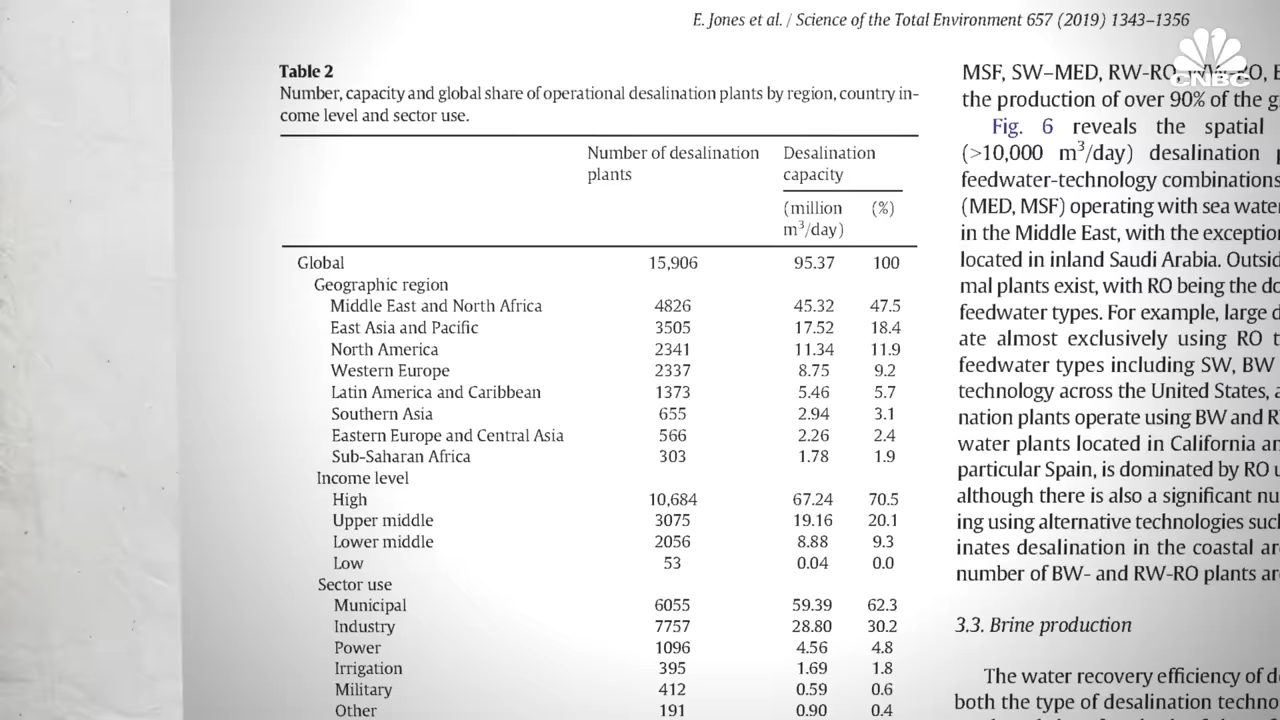 E. Jones et al. / Science of the Total Environment 657 (2019) 1343–1356
CNBC
Table 2
Number, capacity and global share of operational desalination plants by region, country in-
come level and sector use.
Number of desalination plants Desalination capacity
(million m³/day) (%)
Global 15,906 95.37 100
Geographic region
Middle East and North Africa 4826 45.32 47.5
East Asia and Pacific 3505 17.52 18.4
North America 2341 11.34 11.9
Western Europe 2337 8.75 9.2
Latin America and Caribbean 1373 5.46 5.7
Southern Asia 655 2.94 3.1
Eastern Europe and Central Asia 566 2.26 2.4
Sub-Saharan Africa 303 1.78 1.9
Income level
High 10,684 67.24 70.5
Upper middle 3075 19.16 20.1
Lower middle 2056 8.88 9.3
Low 53 0.04 0.0
Sector use
Municipal 6055 59.39 62.3
Industry 7757 28.80 30.2
Power 1096 4.56 4.8
Irrigation 395 1.69 1.8
Military 412 0.59 0.6
Other 191 0.90 0.4
MSF, SW–MED, RW-RO, WW-RO, E
the production of over 90% of the g
Fig. 6 reveals the spatial
(>10,000 m³/day) desalination
feedwater-technology combinations
(MED, MSF) operating with sea water
in the Middle East, with the exception
located in inland Saudi Arabia. Outsid
mal plants exist, with RO being the do
feedwater types. For example, large d
ate almost exclusively using RO t
feedwater types including SW, BW
technology across the United States, a
nation plants operate using BW and R
water plants located in California an
particular Spain, is dominated by RO u
although there is also a significant nu
ing using alternative technologies such
inates desalination in the coastal are
number of BW- and RW-RO plants are
3.3. Brine production
The water recovery efficiency of de
both the type of desalination techno